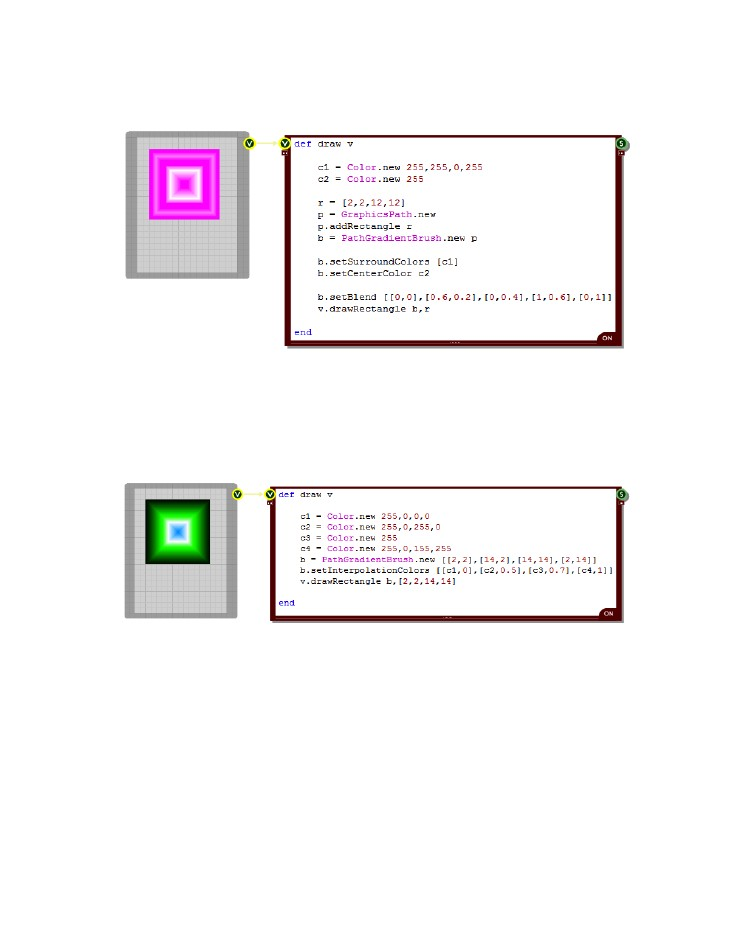 V
V
S
def draw v
c1 = Color.new 255,255,0,255
c2 = Color.new 255
r = [2,2,12,12]
p = GraphicsPath.new
p.addRectangle r
b = PathGradientBrush.new p
b.setSurroundColors [c1]
b.setCenterColor c2
b.setBlend [[0,0],[0.6,0.2],[0,0.4],[1,0.6],[0,1]]
v.drawRectangle b,r
end
ON
V
V
S
def draw v
c1 = Color.new 255,0,0,0
c2 = Color.new 255,0,255,0
c3 = Color.new 255
c4 = Color.new 255,0,155,255
b = PathGradientBrush.new [[2,2],[14,2],[14,14],[2,14]]
b.setInterpolationColors [[c1,0],[c2,0.5],[c3,0.7],[c4,1]]
v.drawRectangle b,[2,2,14,14]
end
ON